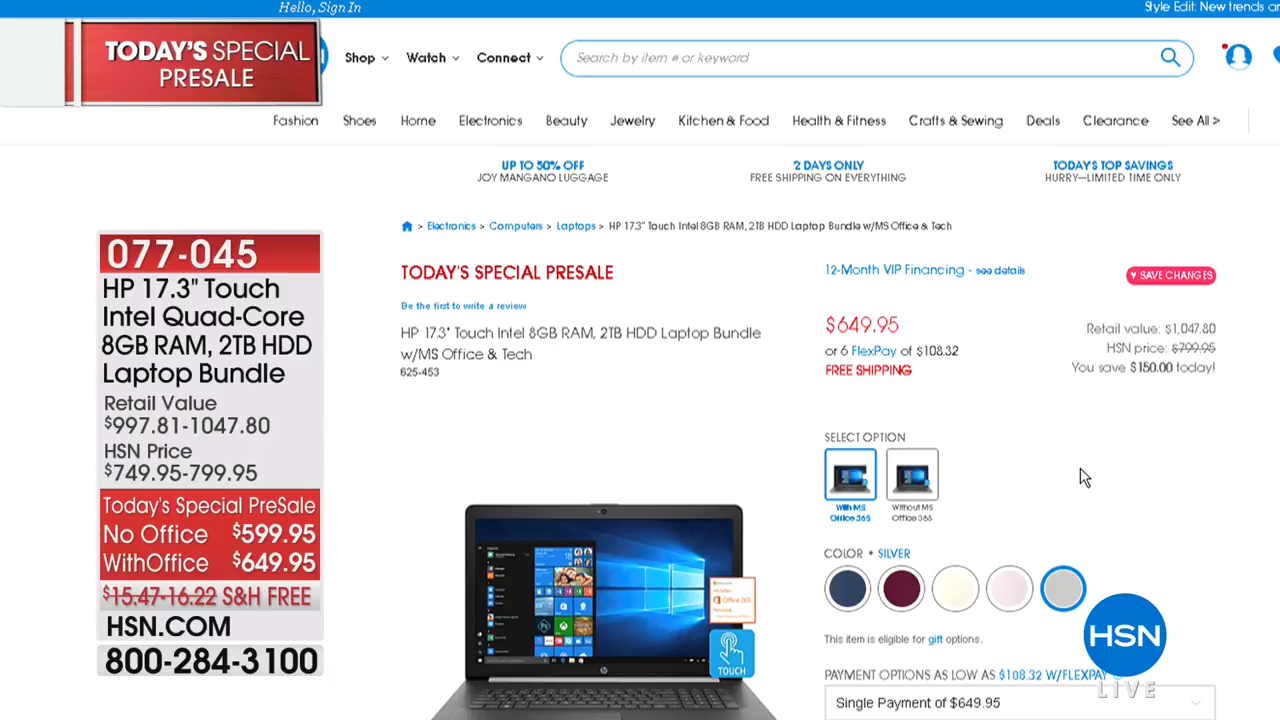 Hello, Sign In
Style Edit: New trends
TODAY'S SPECIAL
PRESALE
Shop
Watch
Connect
Search by item # or keyword
Fashion
Shoes
Home
Electronics
Beauty
Jewelry
Kitchen & Food
Health & Fitness
Crafts & Sewing
Deals
Clearance
See All >
UP TO 50% OFF
JOY MANGANO LUGGAGE
2 DAYS ONLY
FREE SHIPPING ON EVERYTHING
TODAY'S TOP SAVINGS
HURRY—LIMITED TIME ONLY
> Electronics > Computers > Laptops > HP 17.3" Touch Intel 8GB RAM, 2TB HDD Laptop Bundle w/MS Office & Tech
077-045
HP 17.3" Touch
Intel Quad-Core
8GB RAM, 2TB HDD
Laptop Bundle
Retail Value
$997.81-1047.80
HSN Price
$749.95-799.95
Today's Special PreSale
No Office $599.95
WithOffice $649.95
$15.47-16.22 S&H FREE
HSN.COM
800-284-3100
TODAY'S SPECIAL PRESALE
Be the first to write a review
HP 17.3" Touch Intel 8GB RAM, 2TB HDD Laptop Bundle
w/MS Office & Tech
625-453
12-Month VIP Financing - see details
♥ SAVE CHANGES
$649.95
or 6 FlexPay of $108.32
FREE SHIPPING
Retail value: $1,047.80
HSN price: $799.95
You save $150.00 today!
SELECT OPTION
With MS
Office 365
Without MS
Office 365
COLOR • SILVER
Office 365
TOUCH
This item is eligible for gift options.
PAYMENT OPTIONS AS LOW AS $108.32 W/FLEXPAY
Single Payment of $649.95
HSN
LIVE